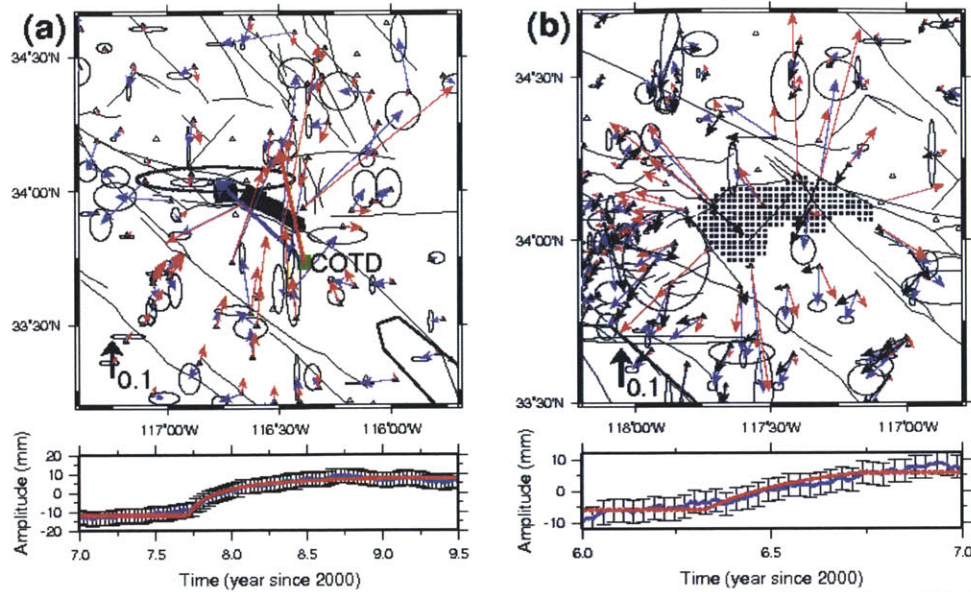 (a)
34°30'N
34°00'N
33°30'N
COTD
0.1
117°00'W 116°30'W 116°00'W
(b)
34°30'N
34°00'N
33°30'N
0.1
118°00'W 117°30'W 117°00'W
Amplitude (mm)
20
10
0
-10
-20
7.0 7.5 8.0 8.5 9.0 9.5
Time (year since 2000)
Amplitude (mm)
10
0
-10
6.0 6.5 7.0
Time (year since 2000)